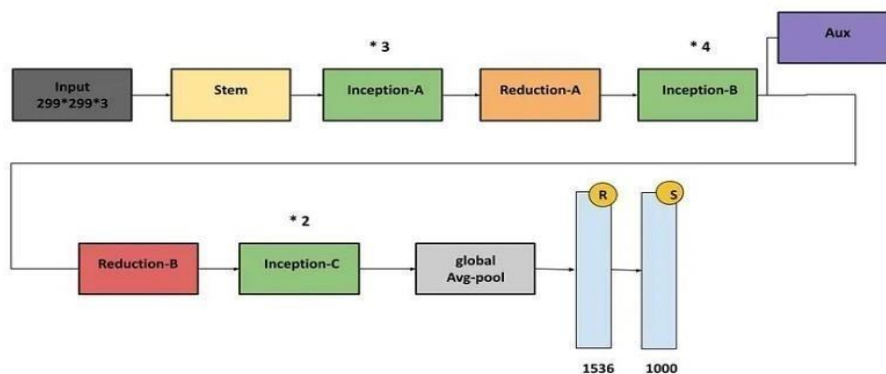 Aux
* 3
* 4
Input
299*299*3
Stem
Inception-A
Reduction-A
Inception-B
R
S
* 2
Reduction-B
Inception-C
global
Avg-pool
1536
1000